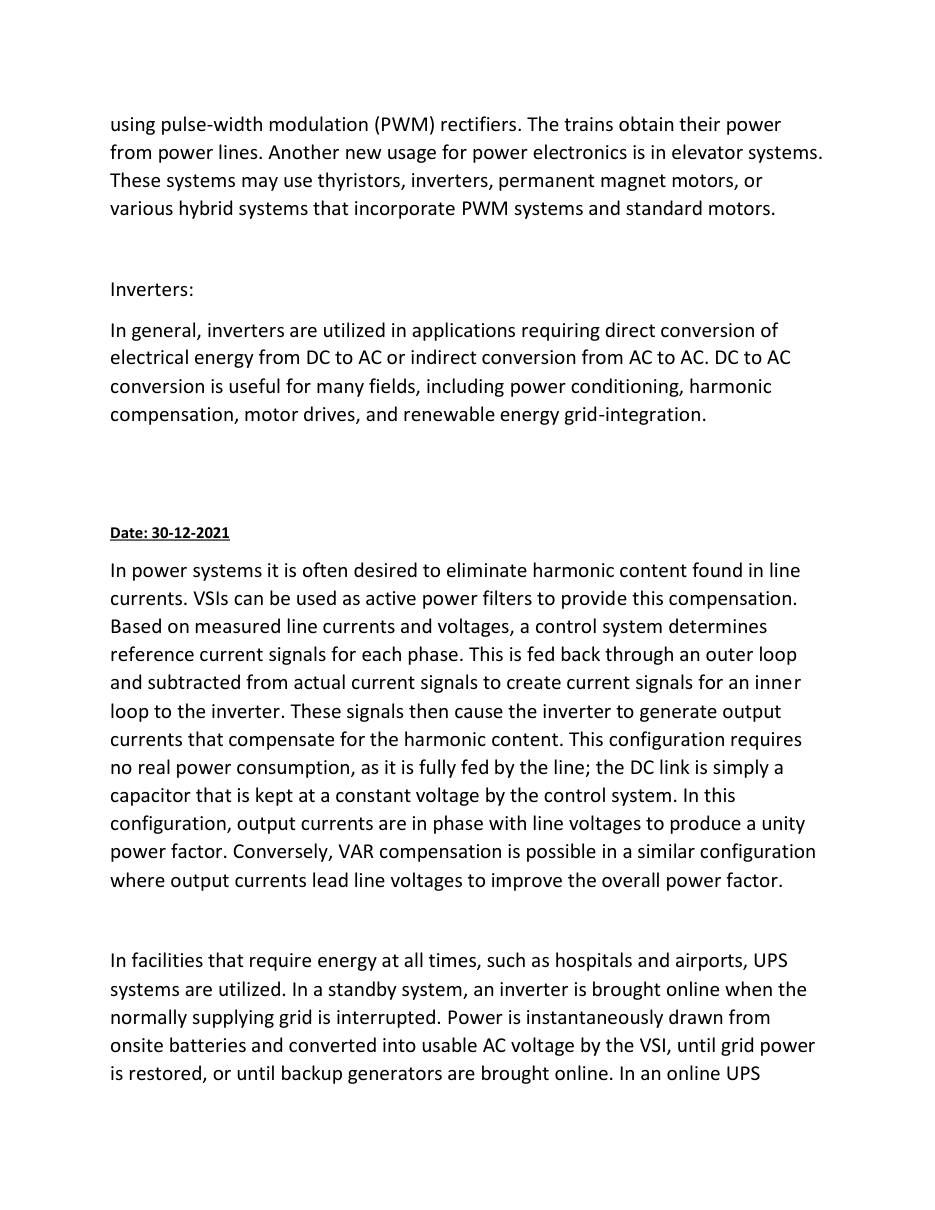 using pulse-width modulation (PWM) rectifiers. The trains obtain their power
from power lines. Another new usage for power electronics is in elevator systems.
These systems may use thyristors, inverters, permanent magnet motors, or
various hybrid systems that incorporate PWM systems and standard motors.
Inverters:
In general, inverters are utilized in applications requiring direct conversion of
electrical energy from DC to AC or indirect conversion from AC to AC. DC to AC
conversion is useful for many fields, including power conditioning, harmonic
compensation, motor drives, and renewable energy grid-integration.
Date: 30-12-2021
In power systems it is often desired to eliminate harmonic content found in line
currents. VSIs can be used as active power filters to provide this compensation.
Based on measured line currents and voltages, a control system determines
reference current signals for each phase. This is fed back through an outer loop
and subtracted from actual current signals to create current signals for an inner
loop to the inverter. These signals then cause the inverter to generate output
currents that compensate for the harmonic content. This configuration requires
no real power consumption, as it is fully fed by the line; the DC link is simply a
capacitor that is kept at a constant voltage by the control system. In this
configuration, output currents are in phase with line voltages to produce a unity
power factor. Conversely, VAR compensation is possible in a similar configuration
where output currents lead line voltages to improve the overall power factor.
In facilities that require energy at all times, such as hospitals and airports, UPS
systems are utilized. In a standby system, an inverter is brought online when the
normally supplying grid is interrupted. Power is instantaneously drawn from
onsite batteries and converted into usable AC voltage by the VSI, until grid power
is restored, or until backup generators are brought online. In an online UPS